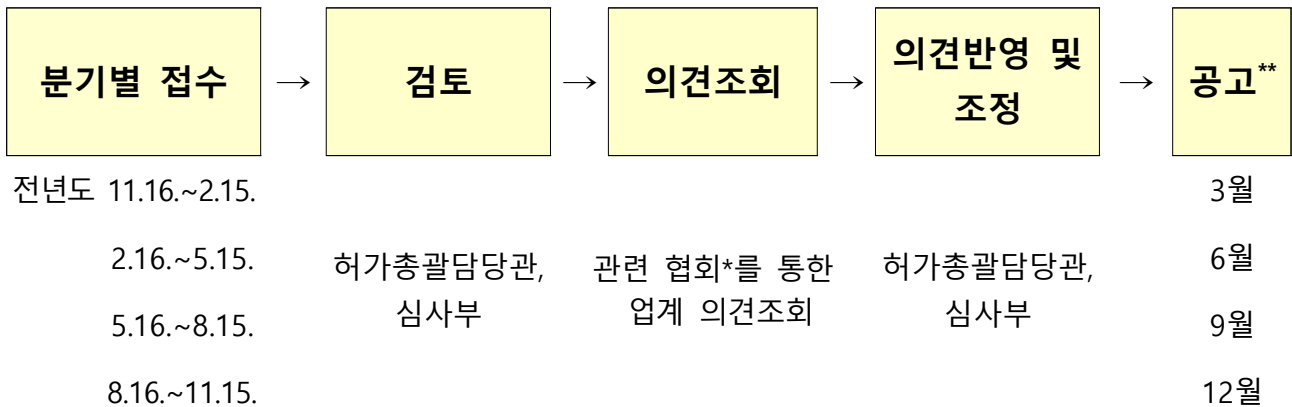 분기별 접수 → 검토 → 의견조회 → 의견반영 및
조정 → 공고**
전년도 11.16.~2.15.
2.16.~5.15.
5.16.~8.15.
8.16.~11.15.
허가총괄담당관,
심사부
관련 협회*를 통한
업계 의견조회
허가총괄담당관,
심사부
3월
6월
9월
12월